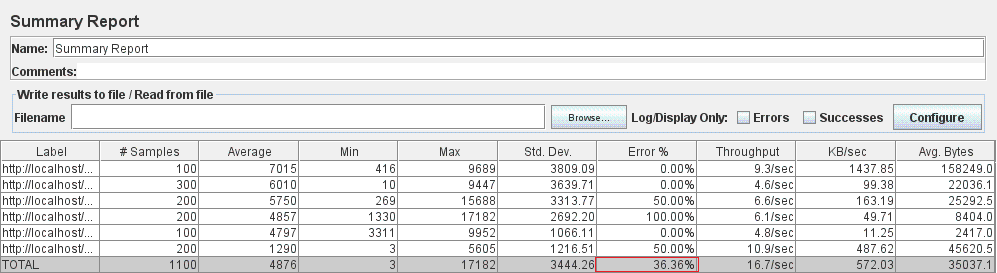 Summary Report
Name: Summary Report
Comments:
Write results to file / Read from file
Filename Browse... Log/Display Only: Errors Successes Configure
Label # Samples Average Min Max Std. Dev. Error % Throughput KB/sec Avg. Bytes
http://localhost/... 100 7015 416 9689 3809.09 0.00% 9.3/sec 1437.85 158249.0
http://localhost/... 300 6010 10 9447 3639.71 0.00% 4.6/sec 99.38 22036.1
http://localhost/... 200 5750 269 15688 3313.77 50.00% 6.6/sec 163.19 25292.5
http://localhost/... 200 4857 1330 17182 2692.20 100.00% 6.1/sec 49.71 8404.0
http://localhost/... 100 4797 3311 9952 1066.11 0.00% 4.8/sec 11.25 2417.0
http://localhost/... 200 1290 3 5605 1216.51 50.00% 10.9/sec 487.62 45620.5
TOTAL 1100 4876 3 17182 3444.26 36.36% 16.7/sec 572.03 35037.1